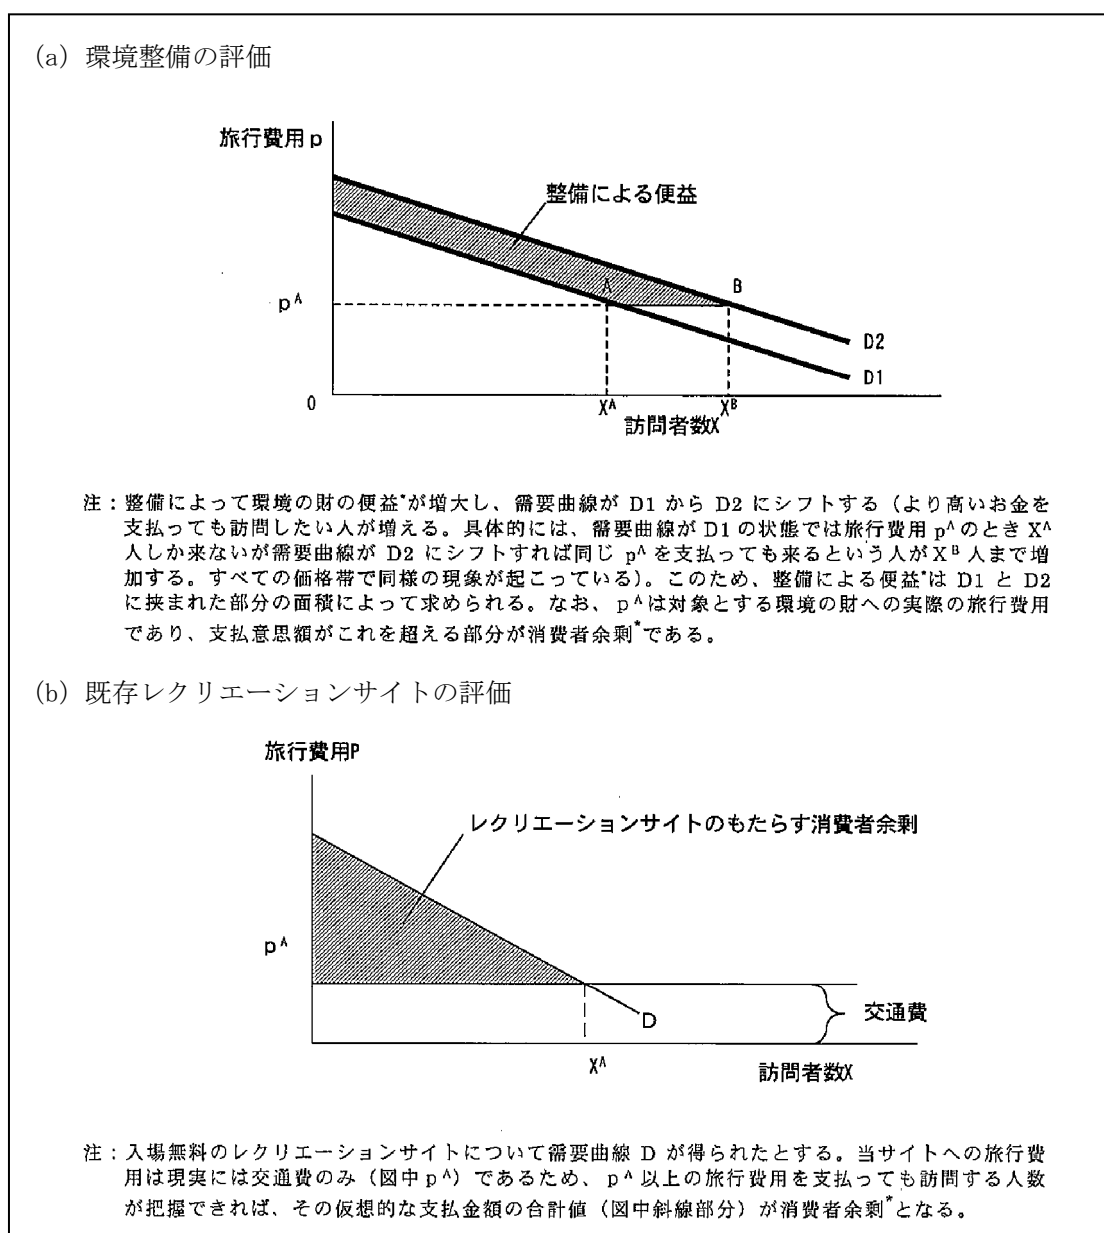 (a) 環境整備の評価
旅行費用p
整備による便益
A
B
pᴬ
D2
D1
0
Xᴬ
Xᴮ
訪問者数X
注：整備によって環境の財の便益*が増大し、需要曲線が D1 から D2 にシフトする（より高いお金を
支払っても訪問したい人が増える。具体的には、需要曲線が D1 の状態では旅行費用 pᴬ のとき Xᴬ
人しか来ないが需要曲線が D2 にシフトすれば同じ pᴬ を支払っても来るという人が Xᴮ 人まで増
加する。すべての価格帯で同様の現象が起こっている）。このため、整備による便益*は D1 と D2
に挟まれた部分の面積によって求められる。なお、pᴬは対象とする環境の財への実際の旅行費用
であり、支払意思額がこれを超える部分が消費者余剰*である。
(b) 既存レクリエーションサイトの評価
旅行費用P
レクリエーションサイトのもたらす消費者余剰
pᴬ
交通費
D
Xᴬ
訪問者数X
注：入場無料のレクリエーションサイトについて需要曲線 D が得られたとする。当サイトへの旅行費
用は現実には交通費のみ（図中 pᴬ）であるため、pᴬ 以上の旅行費用を支払っても訪問する人数
が把握できれば、その仮想的な支払金額の合計値（図中斜線部分）が消費者余剰*となる。